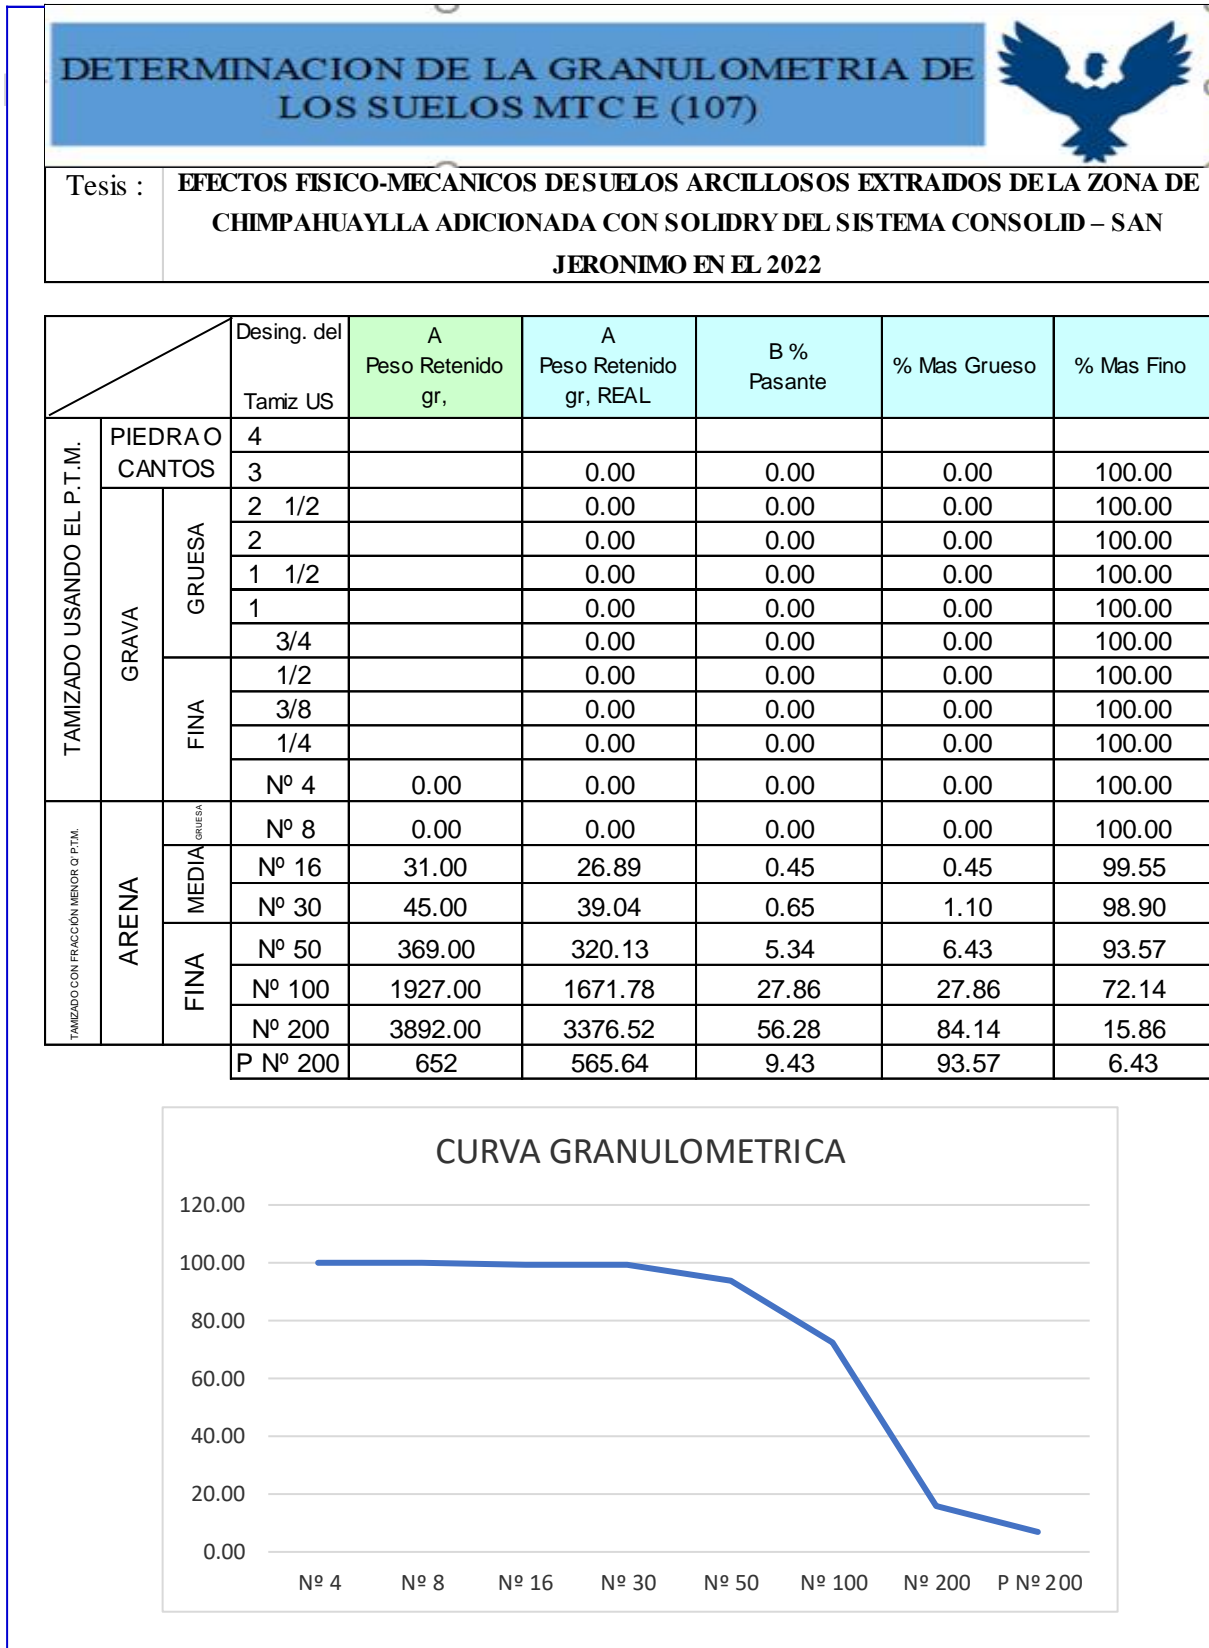 DETERMINACION DE LA GRANULOMETRIA DE
LOS SUELOS MTC E (107)
Tesis :
EFECTOS FISICO-MECANICOS DE SUELOS ARCILLOSOS EXTRAIDOS DE LA ZONA DE
CHIMPAHUAYLLA ADICIONADA CON SOLIDRY DEL SISTEMA CONSOLID – SAN
JERONIMO EN EL 2022
Desing. del
Tamiz US
A
Peso Retenido
gr,
A
Peso Retenido
gr, REAL
B %
Pasante
% Mas Grueso
% Mas Fino
TAMIZADO USANDO EL P.T.M.
PIEDRA O
CANTOS
4
3 0.00 0.00 0.00 100.00
GRAVA
GRUESA
2 1/2 0.00 0.00 0.00 100.00
2 0.00 0.00 0.00 100.00
1 1/2 0.00 0.00 0.00 100.00
1 0.00 0.00 0.00 100.00
3/4 0.00 0.00 0.00 100.00
FINA
1/2 0.00 0.00 0.00 100.00
3/8 0.00 0.00 0.00 100.00
1/4 0.00 0.00 0.00 100.00
Nº 4 0.00 0.00 0.00 0.00 100.00
TAMIZADO CON FRACCIÓN MENOR Q' P.T.M.
ARENA
GRUESA
Nº 8 0.00 0.00 0.00 0.00 100.00
MEDIA
Nº 16 31.00 26.89 0.45 0.45 99.55
Nº 30 45.00 39.04 0.65 1.10 98.90
FINA
Nº 50 369.00 320.13 5.34 6.43 93.57
Nº 100 1927.00 1671.78 27.86 27.86 72.14
Nº 200 3892.00 3376.52 56.28 84.14 15.86
P Nº 200 652 565.64 9.43 93.57 6.43
CURVA GRANULOMETRICA
120.00
100.00
80.00
60.00
40.00
20.00
0.00
Nº 4 Nº 8 Nº 16 Nº 30 Nº 50 Nº 100 Nº 200 P Nº 200